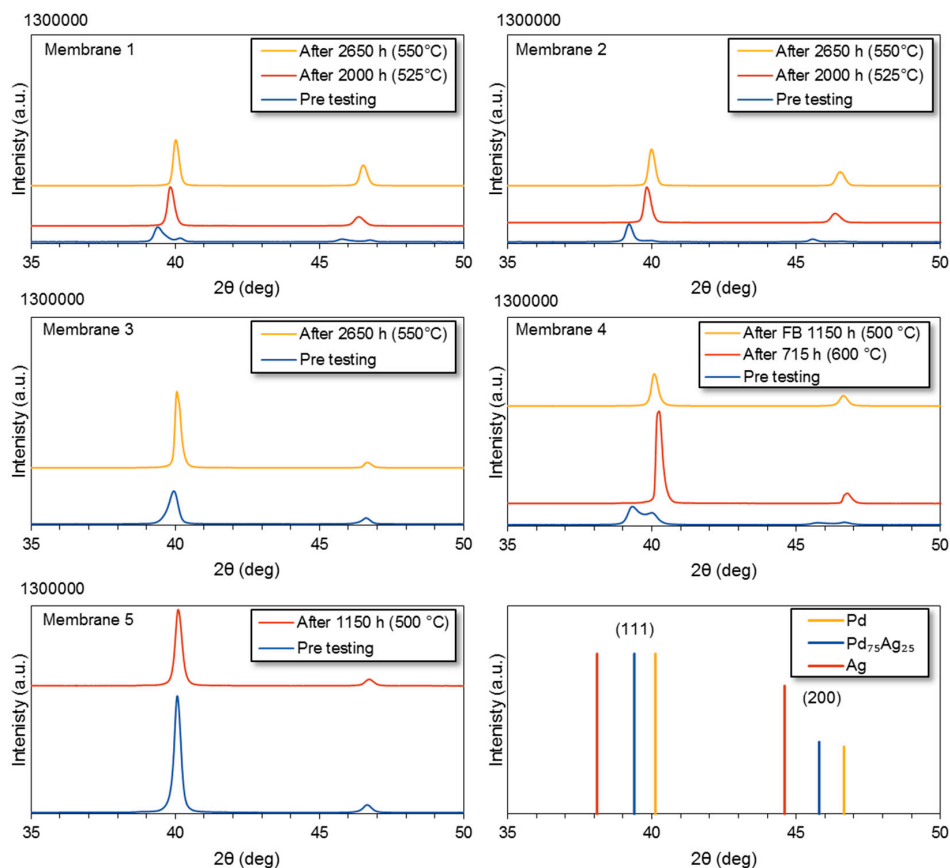 1300000
Membrane 1
After 2650 h (550°C)
After 2000 h (525°C)
Pre testing
Intenisty (a.u.)
35 40 45 50
2θ (deg)
1300000
Membrane 2
After 2650 h (550°C)
After 2000 h (525°C)
Pre testing
Intenisty (a.u.)
35 40 45 50
2θ (deg)
1300000
Membrane 3
After 2650 h (550°C)
Pre testing
Intenisty (a.u.)
35 40 45 50
2θ (deg)
1300000
Membrane 4
After FB 1150 h (500 °C)
After 715 h (600 °C)
Pre testing
Intenisty (a.u.)
35 40 45 50
2θ (deg)
1300000
Membrane 5
After 1150 h (500 °C)
Pre testing
Intenisty (a.u.)
35 40 45 50
2θ (deg)
(111)
Pd
Pd₇₅Ag₂₅
Ag
(200)
Intenisty (a.u.)
35 40 45 50
2θ (deg)